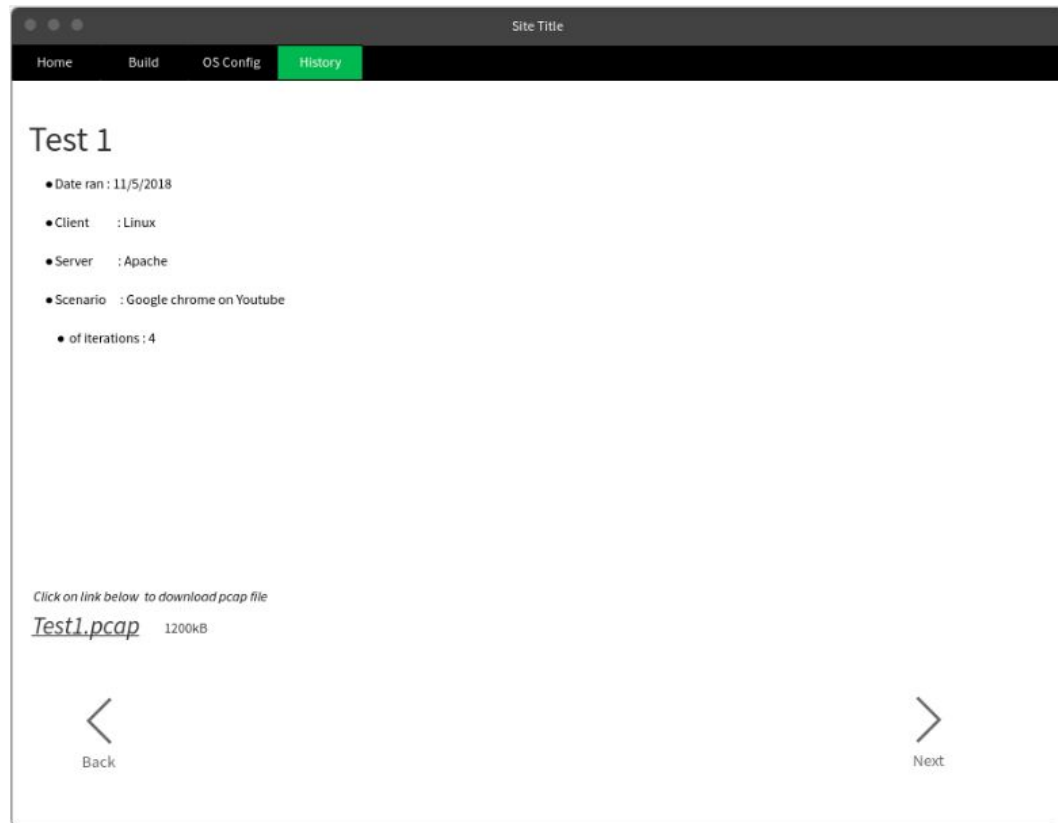 Site Title
Home Build OS Config History
Test 1
● Date ran : 11/5/2018
● Client : Linux
● Server : Apache
● Scenario : Google chrome on Youtube
● of iterations : 4
Click on link below to download pcap file
Test1.pcap 1200kB
Back Next